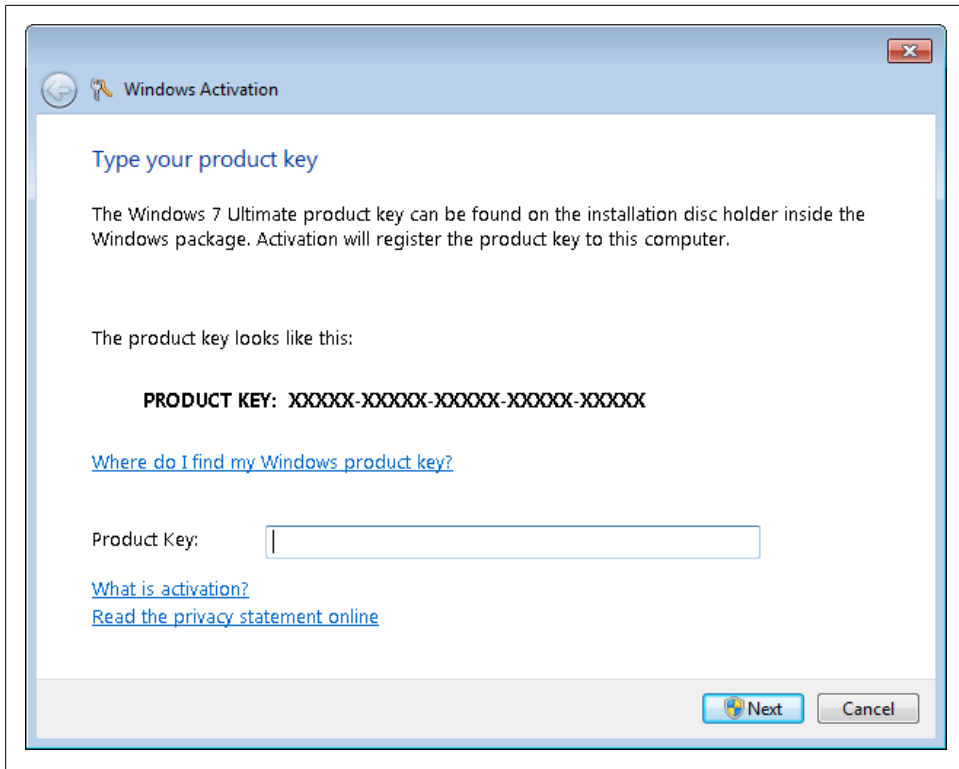 Windows Activation
Type your product key
The Windows 7 Ultimate product key can be found on the installation disc holder inside the
Windows package. Activation will register the product key to this computer.
The product key looks like this:
PRODUCT KEY: XXXXX-XXXXX-XXXXX-XXXXX-XXXXX
Where do I find my Windows product key?
Product Key:
What is activation?
Read the privacy statement online
Next Cancel